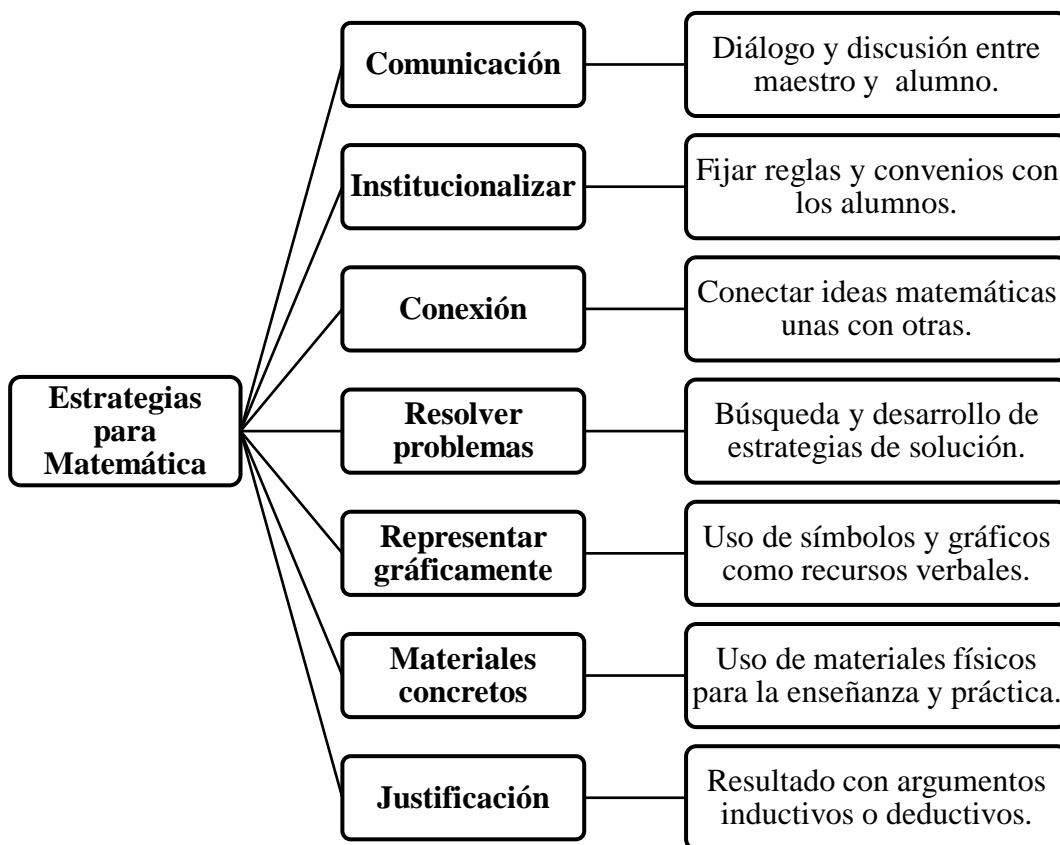 Comunicación
Diálogo y discusión entre
maestro y alumno.
Institucionalizar
Fijar reglas y convenios con
los alumnos.
Conexión
Conectar ideas matemáticas
unas con otras.
Estrategias
para
Matemática
Resolver
problemas
Búsqueda y desarrollo de
estrategias de solución.
Representar
gráficamente
Uso de símbolos y gráficos
como recursos verbales.
Materiales
concretos
Uso de materiales físicos
para la enseñanza y práctica.
Justificación
Resultado con argumentos
inductivos o deductivos.